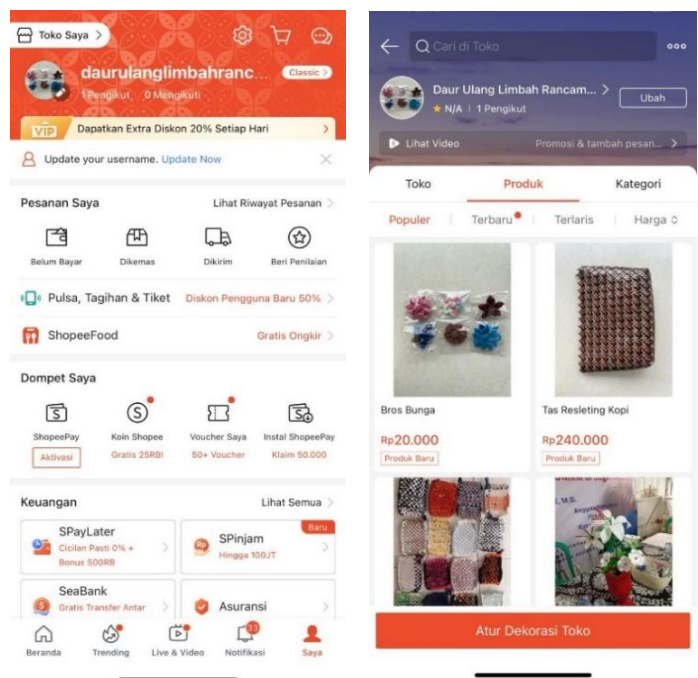 Toko Saya >
daurulanglimbahranc...
Classic >
1 Pengikut 0 Mengikuti
VIP Dapatkan Extra Diskon 20% Setiap Hari >
Update your username. Update Now
Pesanan Saya
Lihat Riwayat Pesanan >
Belum Bayar
Dikemas
Dikirim
Beri Penilaian
Pulsa, Tagihan & Tiket
Diskon Pengguna Baru 50% >
ShopeeFood
Gratis Ongkir >
Dompet Saya
ShopeePay
Koin Shopee
Voucher Saya
Instal ShopeePay
Aktivasi
Gratis 25RB!
50+ Voucher
Klaim 50.000
Keuangan
Lihat Semua >
SPayLater
Cicilan Pasti 0% +
Bonus 500RB
Baru
SPinjam
Hingga 100JT
SeaBank
Gratis Transfer Antar
Asuransi
Beranda
Trending
Live & Video
11
Notifikasi
Saya
Cari di Toko
Daur Ulang Limbah Rancam... >
N/A 1 Pengikut
Ubah
Lihat Video
Promosi & tambah pesan... >
Toko
Produk
Kategori
Populer
Terbaru
Terlaris
Harga
Bros Bunga
Rp20.000
Produk Baru
Tas Resleting Kopi
Rp240.000
Produk Baru
M.Si.
Atur Dekorasi Toko